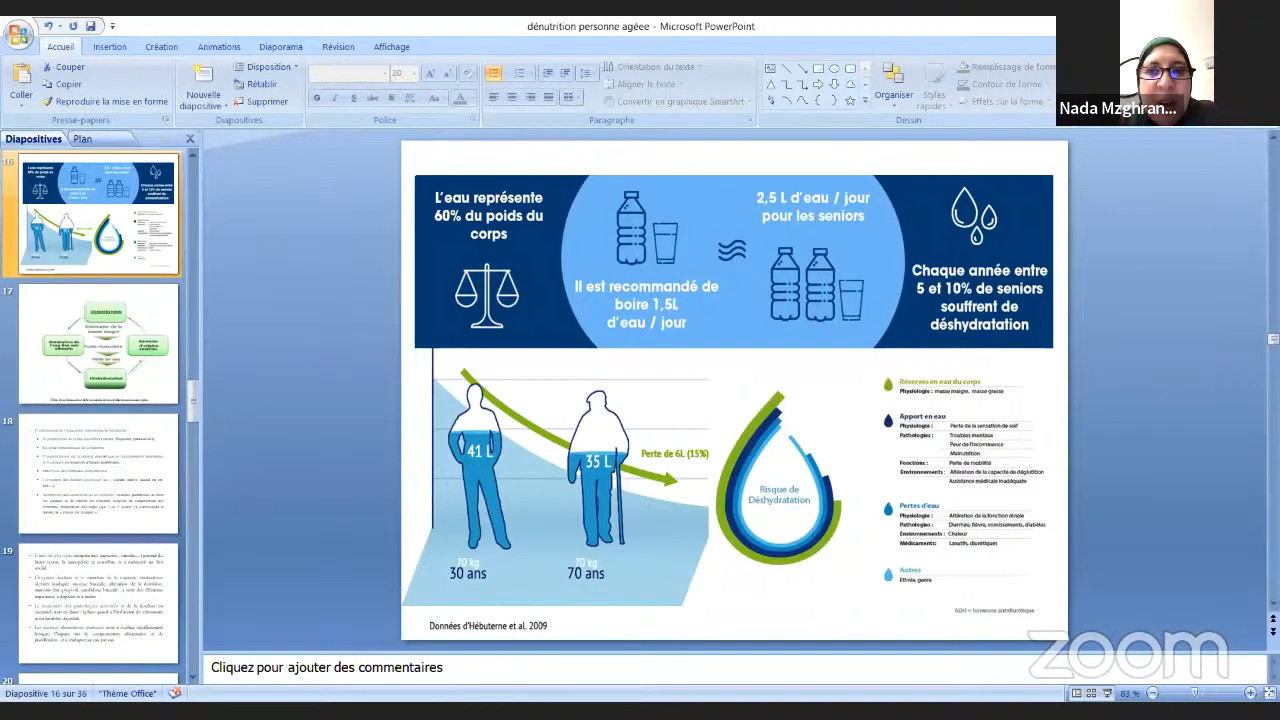 dénutrition personne agéee - Microsoft PowerPoint
Accueil
Insertion
Création
Animations
Diaporama
Révision
Affichage
Coller
Couper
Copier
Reproduire la mise en forme
Presse-papiers
Nouvelle
diapositive
Disposition
Rétablir
Supprimer
Diapositives
20
Police
Orientation du texte
Aligner le texte
Convertir en graphique SmartArt
Paragraphe
Organiser
Styles
rapides
Remplissage de forme
Contour de forme
Effets sur la forme
Dessin
Nada Mzghran...
Diapositives
Plan
16
17
18
19
20
L'eau représente
60% du poids du
corps
Il est recommandé de
boire 1,5L
d'eau / jour
2,5 L d'eau / jour
pour les seniors
Chaque année entre
5 et 10% de seniors
souffrent de
déshydratation
41 L
35 L
Perte de 6L (15%)
70 kg
30 ans
70 kg
70 ans
Données d'Hébuterne et al. 2009
Risque de
Déshydratation
Réserves en eau du corps
Physiologie : masse maigre, masse grasse
Apport en eau
Physiologie : Perte de la sensation de soif
Pathologies : Troubles mentaux
Peur de l'incontinence
Malnutrition
Fonctions : Perte de mobilité
Environnements : Altération de la capacité de déglutition
Assistance médicale inadéquate
Pertes d'eau
Physiologie : Altération de la fonction rénale
Pathologies : Diarrhée, fièvre, vomissements, diabètes
Environnements : Chaleur
Médicaments: Laxatifs, diurétiques
Autres
Ethnie, genre
ADH = hormone antidiurétique
zoom
Cliquez pour ajouter des commentaires
Diapositive 16 sur 36
"Thème Office"
83 %